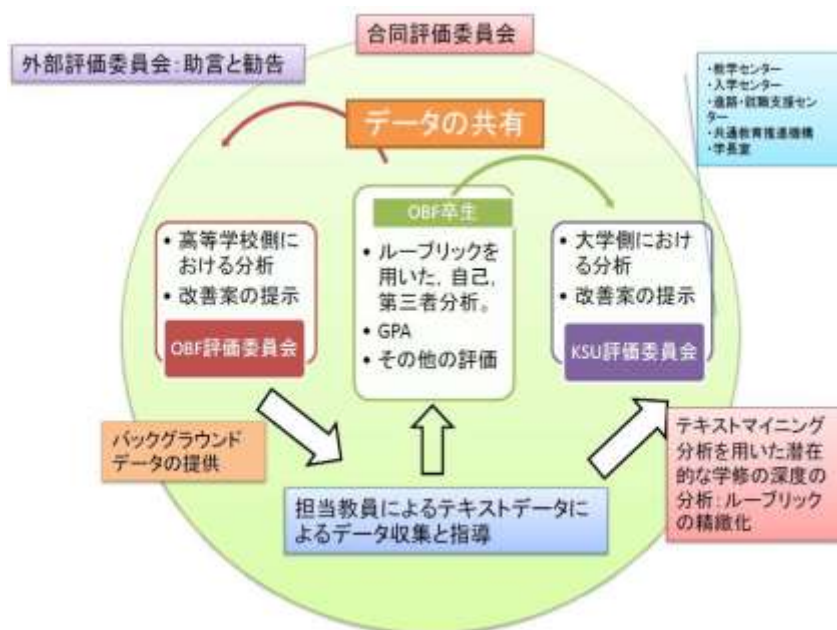 合同評価委員会
外部評価委員会：助言と勧告
・教学センター
・入学センター
・進路・就職支援セン
ター
・共通教育推進機構
・学長室
データの共有
• 高等学校側に
おける分析
• 改善案の提示
OBF評価委員会
OBF卒生
• ルーブリックを
用いた，自己，
第三者分析。
• GPA
• その他の評価
• 大学側におけ
る分析
• 改善案の提示
KSU評価委員会
バックグラウンド
データの提供
担当教員によるテキストデータに
よるデータ収集と指導
テキストマイニング
分析を用いた潜在
的な学修の深度の
分析：ルーブリック
の精緻化